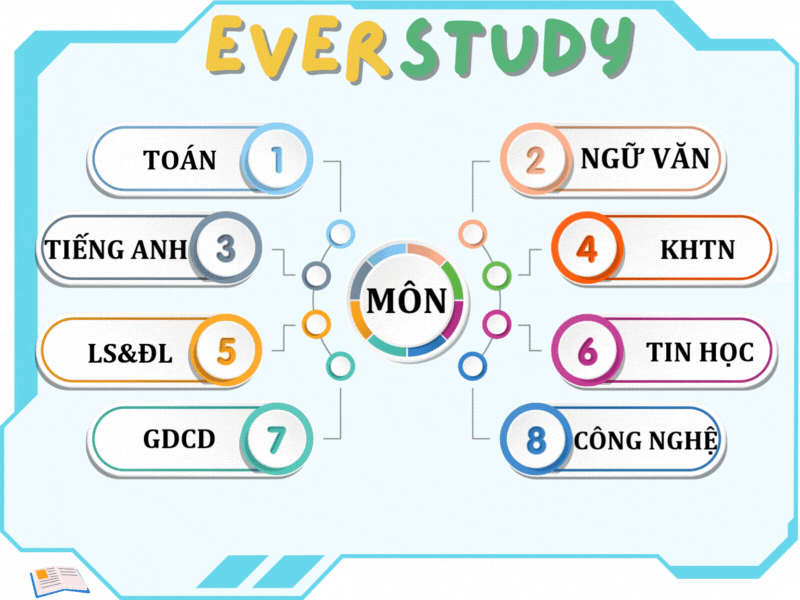 EVERSTUDY
TOÁN 1
2 NGỮ VĂN
TIẾNG ANH 3
4 KHTN
MÔN
LS&ĐL 5
6 TIN HỌC
GDCD 7
8 CÔNG NGHỆ